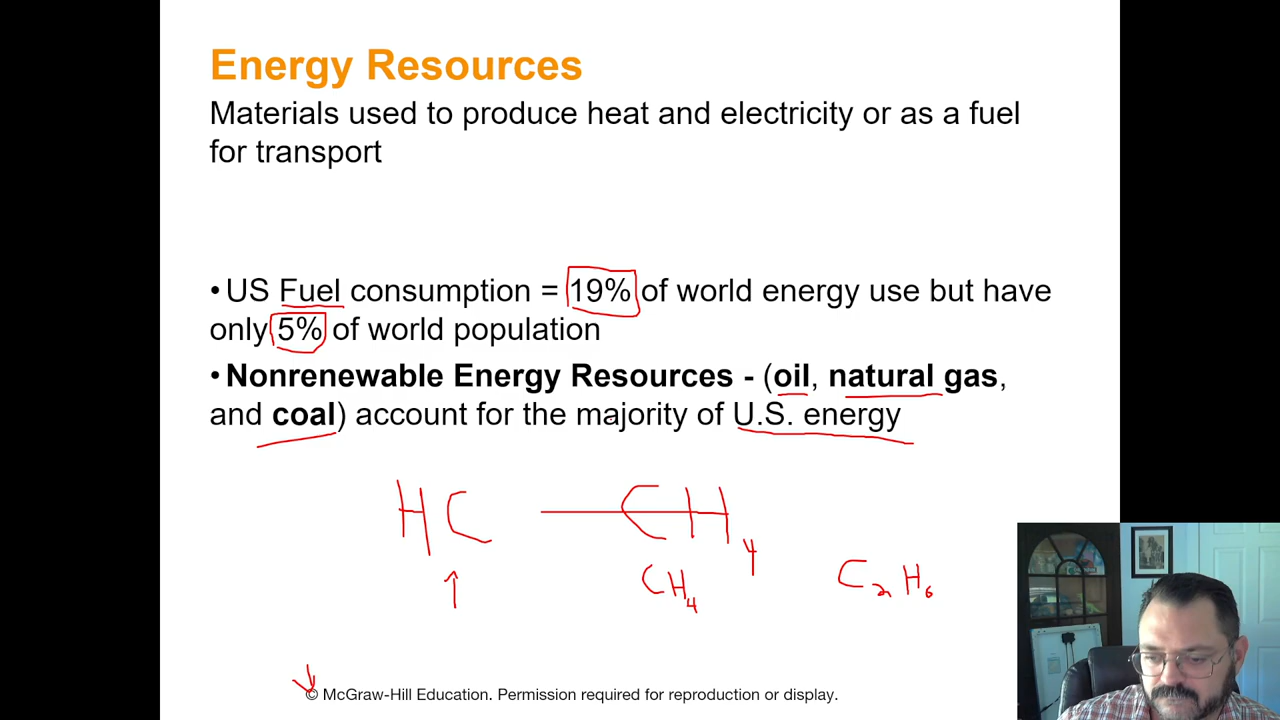 Energy Resources
Materials used to produce heat and electricity or as a fuel
for transport
•US Fuel consumption = 19% of world energy use but have
only 5% of world population
•Nonrenewable Energy Resources - (oil, natural gas,
and coal) account for the majority of U.S. energy
HC CH4
CH4 C2H6
© McGraw-Hill Education. Permission required for reproduction or display.